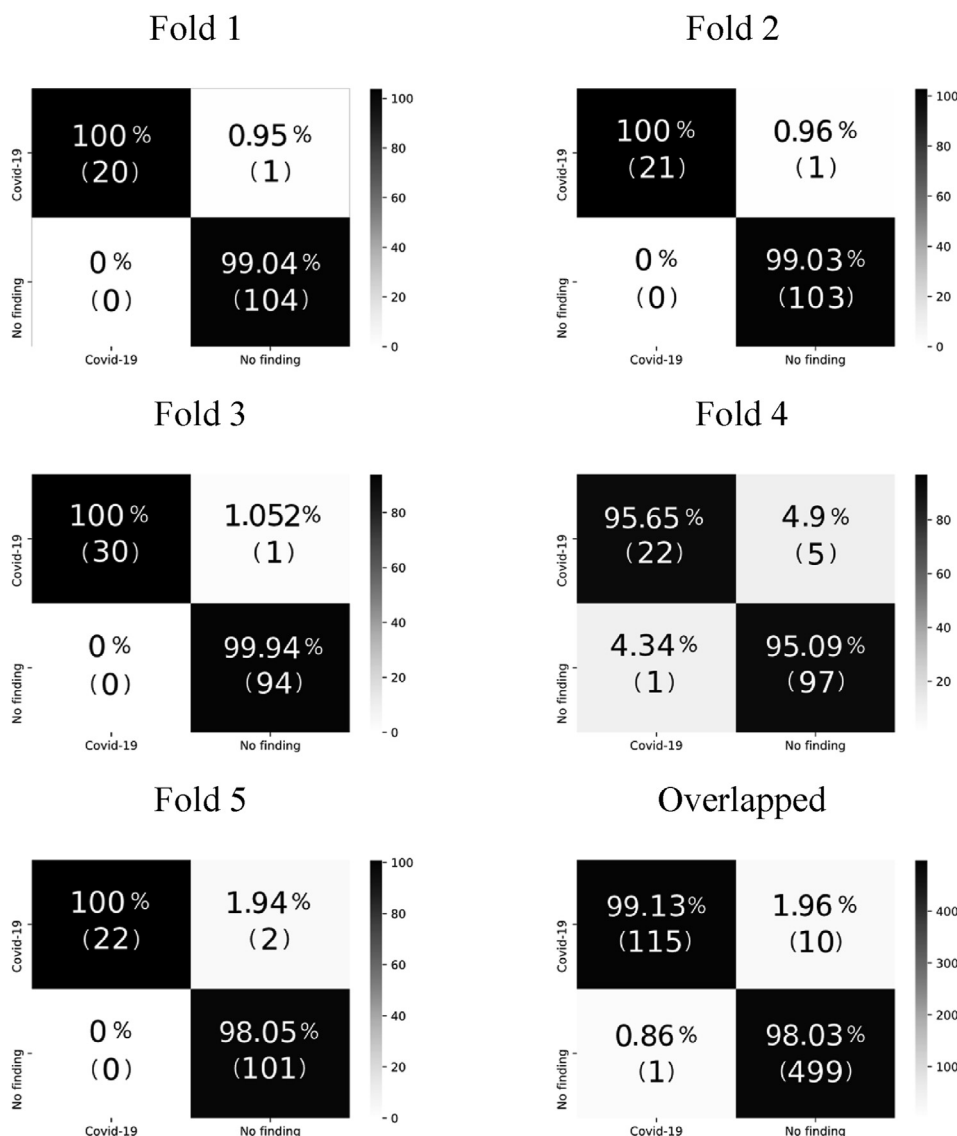 Fold 1
Covid-19
No finding
100 %
(20)
0.95 %
(1)
0 %
(0)
99.04 %
(104)
Covid-19
No finding
100
80
60
40
20
0
Fold 2
Covid-19
No finding
100 %
(21)
0.96 %
(1)
0 %
(0)
99.03 %
(103)
Covid-19
No finding
100
80
60
40
20
0
Fold 3
Covid-19
No finding
100 %
(30)
1.052%
(1)
0 %
(0)
99.94 %
(94)
Covid-19
No finding
80
60
40
20
0
Fold 4
Covid-19
No finding
95.65 %
(22)
4.9 %
(5)
4.34 %
(1)
95.09 %
(97)
Covid-19
No finding
80
60
40
20
Fold 5
Covid-19
No finding
100 %
(22)
1.94 %
(2)
0 %
(0)
98.05 %
(101)
Covid-19
No finding
100
80
60
40
20
0
Overlapped
Covid-19
No finding
99.13%
(115)
1.96 %
(10)
0.86 %
(1)
98.03 %
(499)
Covid-19
No finding
400
300
200
100